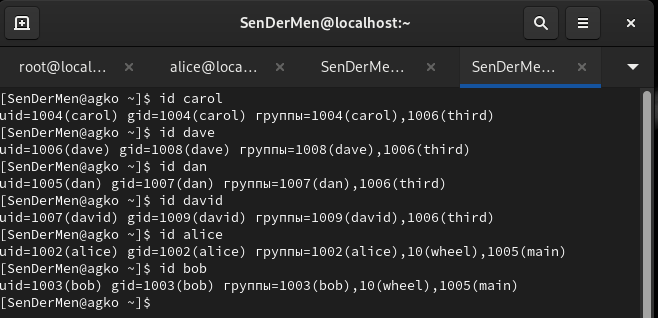 SenDerMen@localhost:~
root@local...
alice@loca...
SenDerMe...
SenDerMe...
[SenDerMen@agko ~]$ id carol
uid=1004(carol) gid=1004(carol) группы=1004(carol),1006(third)
[SenDerMen@agko ~]$ id dave
uid=1006(dave) gid=1008(dave) группы=1008(dave),1006(third)
[SenDerMen@agko ~]$ id dan
uid=1005(dan) gid=1007(dan) группы=1007(dan),1006(third)
[SenDerMen@agko ~]$ id david
uid=1007(david) gid=1009(david) группы=1009(david),1006(third)
[SenDerMen@agko ~]$ id alice
uid=1002(alice) gid=1002(alice) группы=1002(alice),10(wheel),1005(main)
[SenDerMen@agko ~]$ id bob
uid=1003(bob) gid=1003(bob) группы=1003(bob),10(wheel),1005(main)
[SenDerMen@agko ~]$